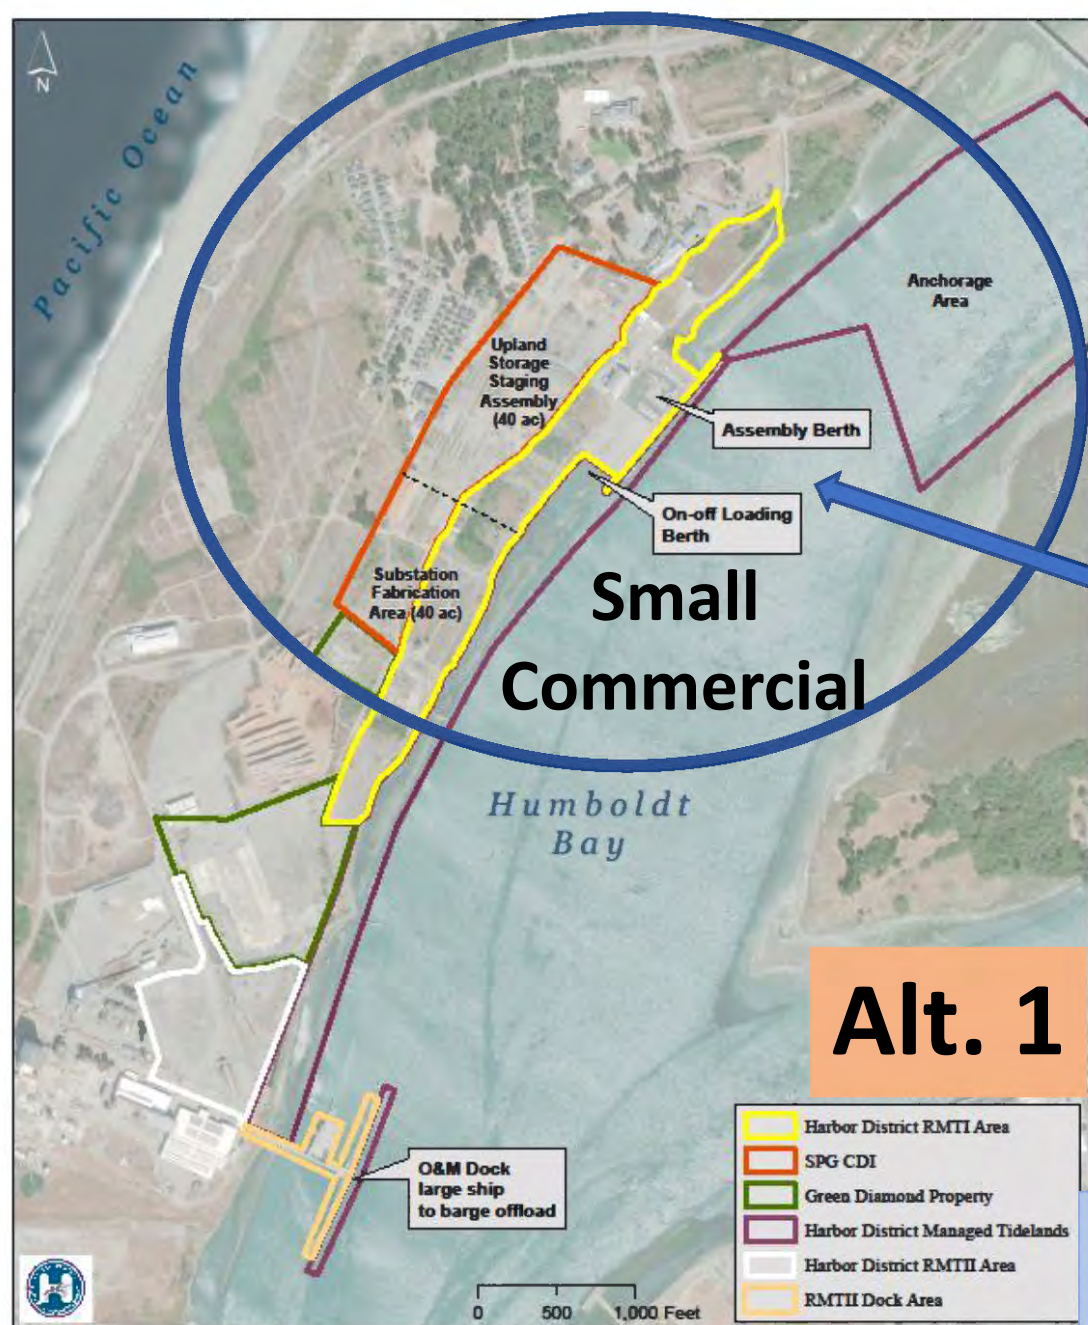 N
Pacific Ocean
Anchorage
Area
Upland
Storage
Staging
Assembly
(40 ac)
Assembly Berth
On-off Loading
Berth
Substation
Fabrication
Area (40 ac)
Small
Commercial
Humboldt
Bay
Alt. 1
O&M Dock
large ship
to barge offload
Harbor District RMTI Area
SPG CDI
Green Diamond Property
Harbor District Managed Tidelands
Harbor District RMTII Area
RMTII Dock Area
0 500 1,000 Feet